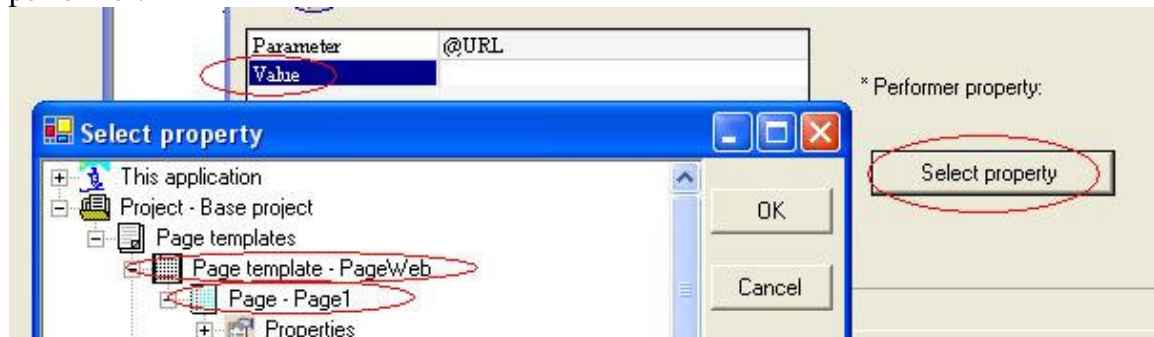 Parameter @URL
Value
* Performer property:
Select property
Select property
This application
Project - Base project
Page templates
Page template - PageWeb
Page - Page1
Properties
OK
Cancel